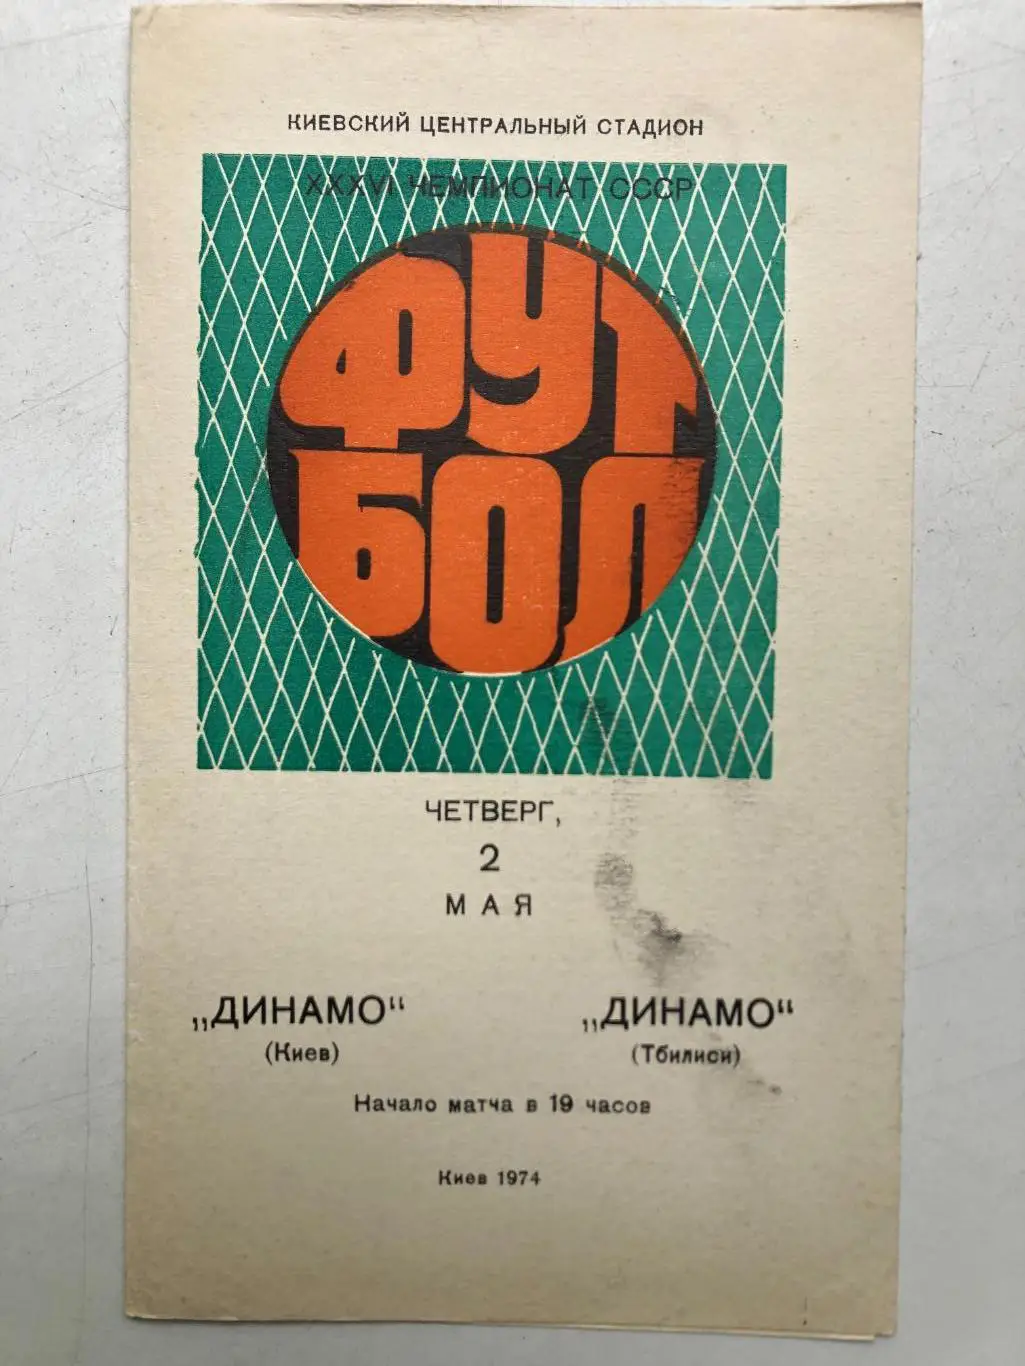 КИЕВСКИЙ ЦЕНТРАЛЬНЫЙ СТАДИОН
XXXVI ЧЕМПИОНАТ СССР
ФУТ
БОЛ
ЧЕТВЕРГ,
2
МАЯ
„ДИНАМО“ „ДИНАМО“
(Киев) (Тбилиси)
Начало матча в 19 часов
Киев 1974